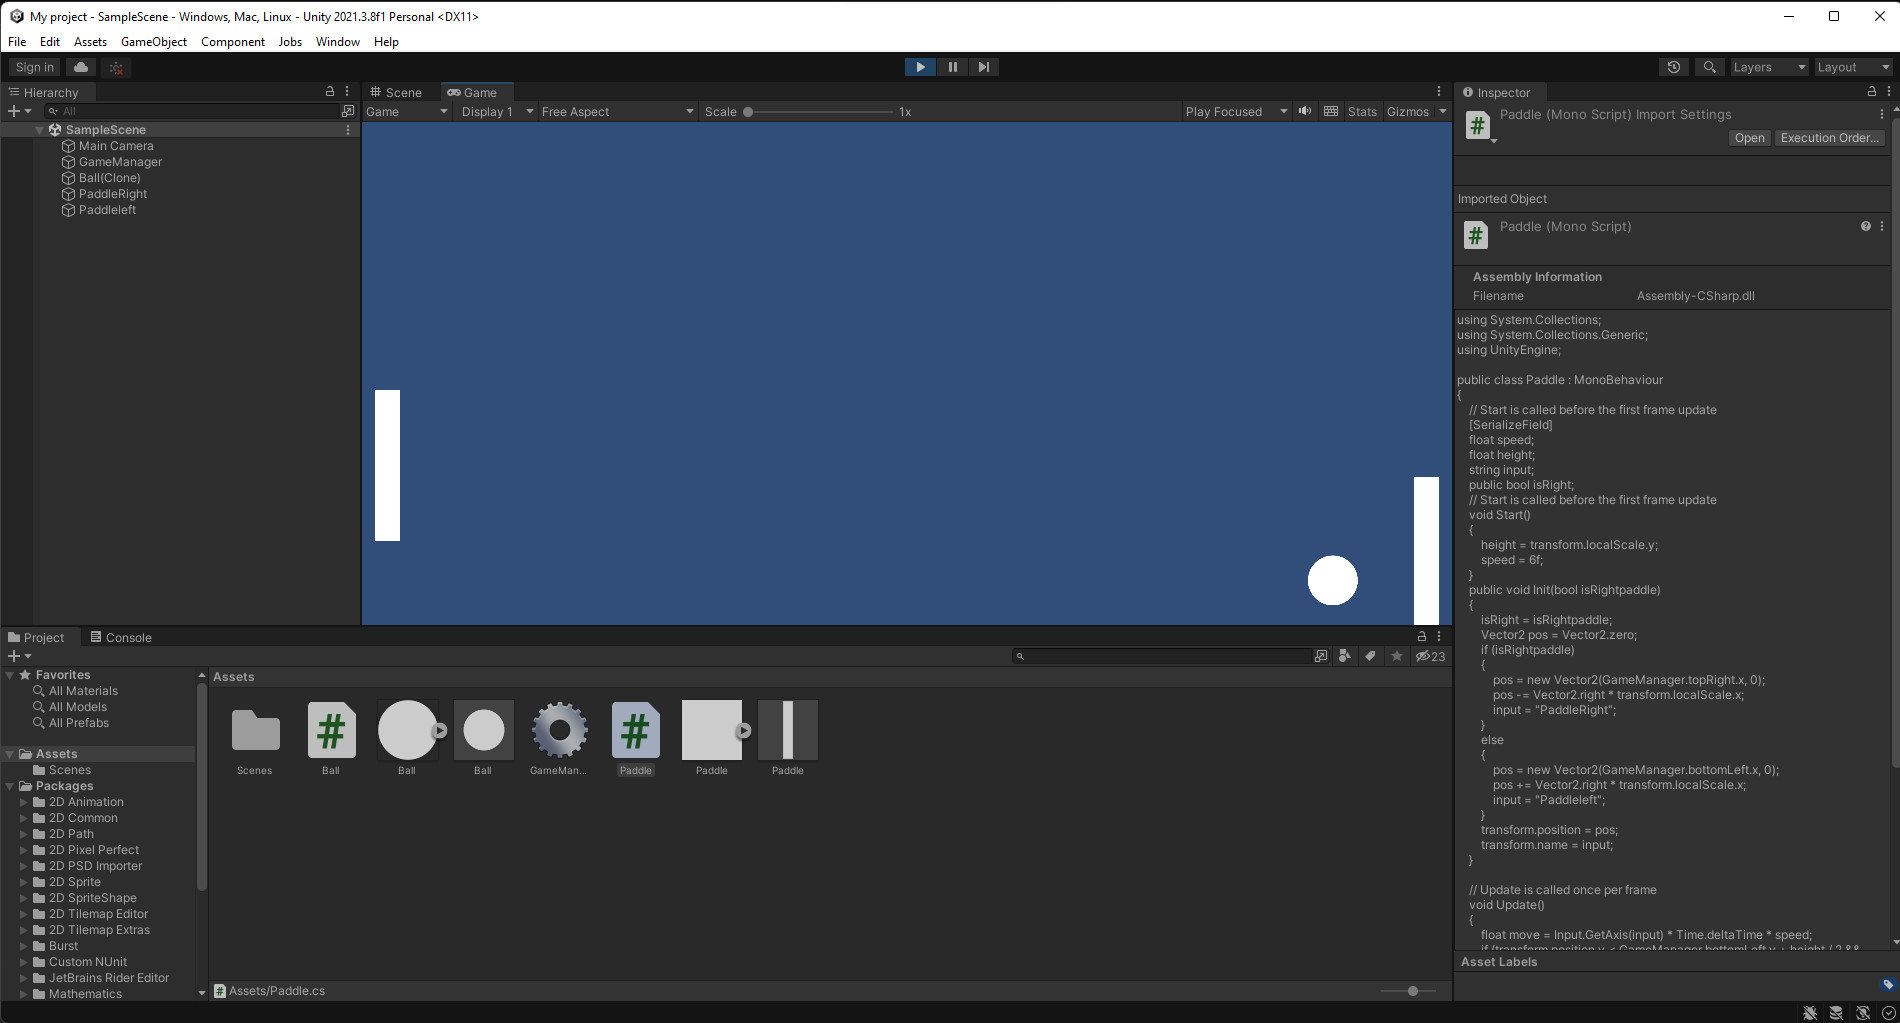 My project - SampleScene - Windows, Mac, Linux - Unity 2021.3.8f1 Personal <DX11>
File Edit Assets GameObject Component Jobs Window Help
Sign in
Layers
Layout
Hierarchy
All
SampleScene
Main Camera
GameManager
Ball(Clone)
PaddleRight
Paddleleft
Scene
Game
Game
Display 1
Free Aspect
Scale
1x
Play Focused
Stats
Gizmos
Inspector
Paddle (Mono Script) Import Settings
Open
Execution Order...
Imported Object
Paddle (Mono Script)
Assembly Information
Filename
Assembly-CSharp.dll
using System.Collections;
using System.Collections.Generic;
using UnityEngine;
public class Paddle : MonoBehaviour
{
// Start is called before the first frame update
[SerializeField]
float speed;
float height;
string input;
public bool isRight;
// Start is called before the first frame update
void Start()
{
height = transform.localScale.y;
speed = 6f;
}
public void Init(bool isRightpaddle)
{
isRight = isRightpaddle;
Vector2 pos = Vector2.zero;
if (isRightpaddle)
{
pos = new Vector2(GameManager.topRight.x, 0);
pos -= Vector2.right * transform.localScale.x;
input = "PaddleRight";
}
else
{
pos = new Vector2(GameManager.bottomLeft.x, 0);
pos += Vector2.right * transform.localScale.x;
input = "Paddleleft";
}
transform.position = pos;
transform.name = input;
}
// Update is called once per frame
void Update()
{
float move = Input.GetAxis(input) * Time.deltaTime * speed;
if (transform.position.y < GameManager.bottomLeft.y + height / 2 &&
Asset Labels
Project
Console
23
Favorites
All Materials
All Models
All Prefabs
Assets
Scenes
Packages
2D Animation
2D Common
2D Path
2D Pixel Perfect
2D PSD Importer
2D Sprite
2D SpriteShape
2D Tilemap Editor
2D Tilemap Extras
Burst
Custom NUnit
JetBrains Rider Editor
Mathematics
Assets
Scenes
Ball
Ball
Ball
GameMan...
Paddle
Paddle
Paddle
Assets/Paddle.cs